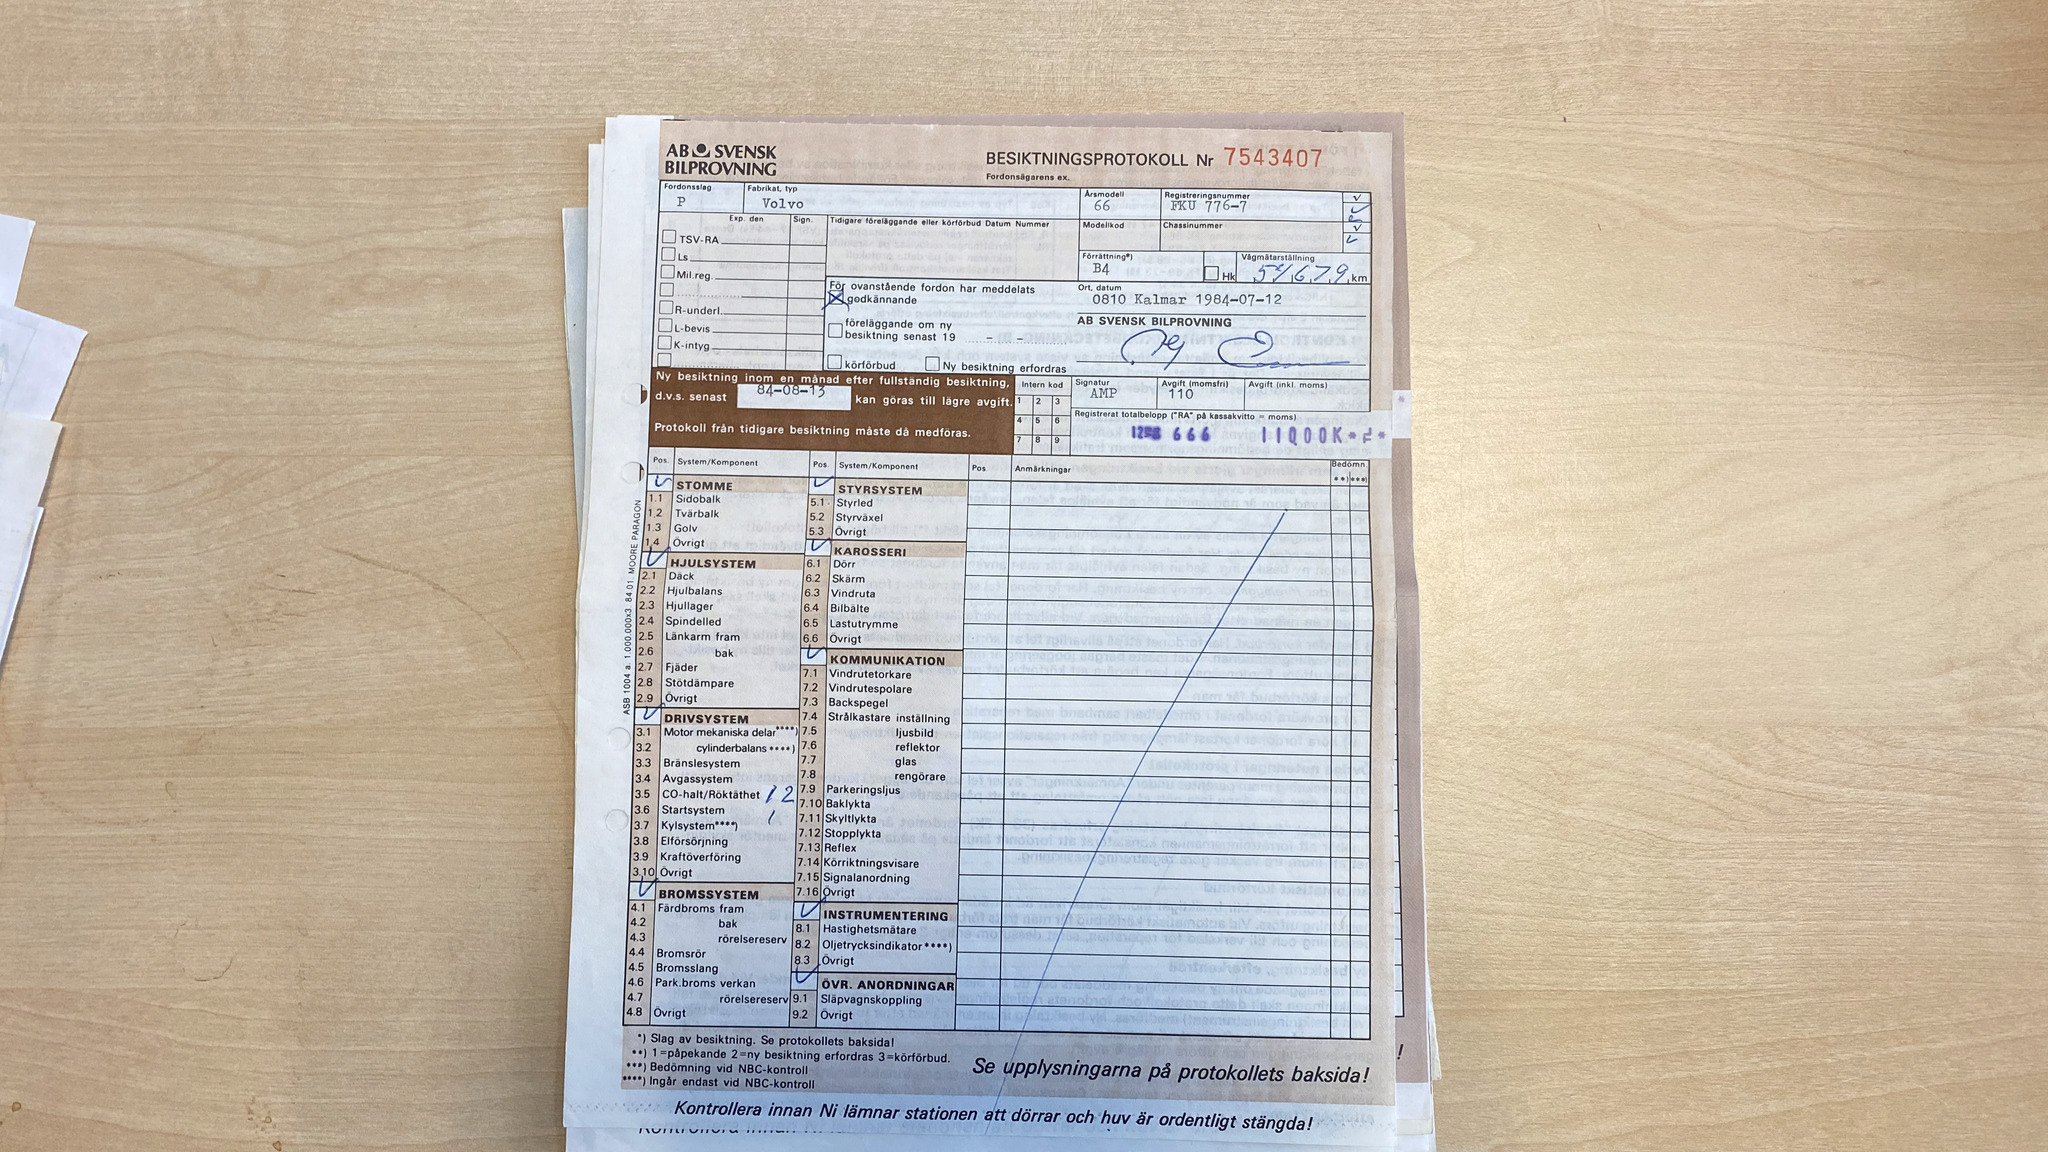 AB SVENSK
BILPROVNING
BESIKTNINGSPROTOKOLL Nr 7543407
Fordonsägarens ex.
Fordonsslag
P
Fabrikat, typ
Volvo
Årsmodell
66
Registreringsnummer
FKU 776-7
Exp. den
Sign.
Tidigare föreläggande eller körförbud Datum Nummer
Modellkod
Chassinummer
TSV-RA
Ls
Mil.reg.
R-underl.
L-bevis
K-intyg
Förrättning*)
B4
Hk
Vägmätarställning
54679 km
För ovanstående fordon har meddelats
godkännande
föreläggande om ny
besiktning senast 19 – –
körförbud
Ny besiktning erfordras
Ort, datum
0810 Kalmar 1984-07-12
AB SVENSK BILPROVNING
Ny besiktning inom en månad efter fullständig besiktning,
d.v.s. senast 84-08-13 kan göras till lägre avgift.
Protokoll från tidigare besiktning måste då medföras.
Intern kod
1 2 3
4 5 6
7 8 9
Signatur
AMP
Avgift (momsfri)
110
Avgift (inkl. moms)
Registrerat totalbelopp ("RA" på kassakvitto = moms)
666 11000K*
Pos. System/Komponent
Pos. System/Komponent
Pos. Anmärkningar
Bedömn.
**) ***)
STOMME
1.1 Sidobalk
1.2 Tvärbalk
1.3 Golv
1.4 Övrigt
HJULSYSTEM
2.1 Däck
2.2 Hjulbalans
2.3 Hjullager
2.4 Spindelled
2.5 Länkarm fram
2.6 bak
2.7 Fjäder
2.8 Stötdämpare
2.9 Övrigt
DRIVSYSTEM
3.1 Motor mekaniska delar****)
3.2 cylinderbalans ****)
3.3 Bränslesystem
3.4 Avgassystem
3.5 CO-halt/Röktäthet 1,2
3.6 Startsystem
3.7 Kylsystem****)
3.8 Elförsörjning
3.9 Kraftöverföring
3.10 Övrigt
BROMSSYSTEM
4.1 Färdbroms fram
4.2 bak
4.3 rörelsereserv
4.4 Bromsrör
4.5 Bromsslang
4.6 Park.broms verkan
4.7 rörelsereserv
4.8 Övrigt
STYRSYSTEM
5.1 Styrled
5.2 Styrväxel
5.3 Övrigt
KAROSSERI
6.1 Dörr
6.2 Skärm
6.3 Vindruta
6.4 Bilbälte
6.5 Lastutrymme
6.6 Övrigt
KOMMUNIKATION
7.1 Vindrutetorkare
7.2 Vindrutespolare
7.3 Backspegel
7.4 Strålkastare inställning
7.5 ljusbild
7.6 reflektor
7.7 glas
7.8 rengörare
7.9 Parkeringsljus
7.10 Baklykta
7.11 Skyltlykta
7.12 Stopplykta
7.13 Reflex
7.14 Körriktningsvisare
7.15 Signalanordning
7.16 Övrigt
INSTRUMENTERING
8.1 Hastighetsmätare
8.2 Oljetrycksindikator ****)
8.3 Övrigt
ÖVR. ANORDNINGAR
9.1 Släpvagnskoppling
9.2 Övrigt
ASB 1004 a. 1.000.000x3. 84.01. MOORE PARAGON
*) Slag av besiktning. Se protokollets baksida!
**) 1=påpekande 2=ny besiktning erfordras 3=körförbud.
***) Bedömning vid NBC-kontroll
****) Ingår endast vid NBC-kontroll
Se upplysningarna på protokollets baksida!
Kontrollera innan Ni lämnar stationen att dörrar och huv är ordentligt stängda!